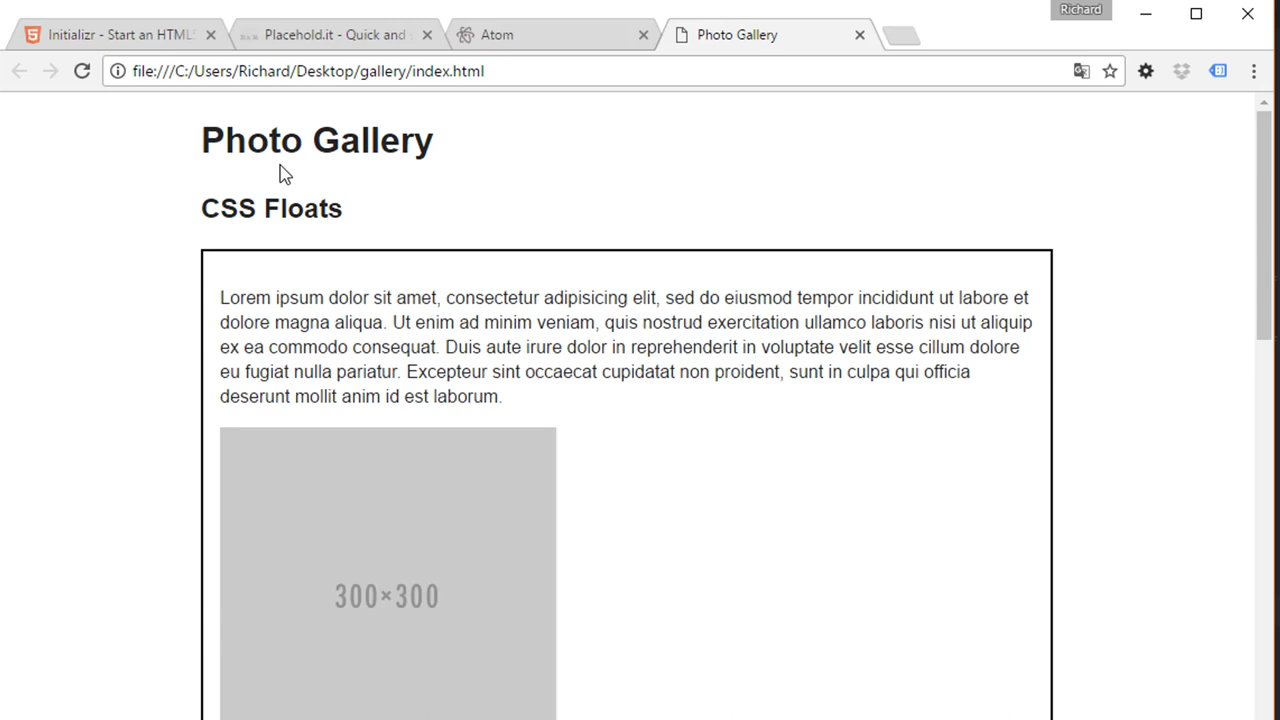 Richard
Initializr - Start an HTML5
Placehold.it - Quick and
Atom
Photo Gallery
file:///C:/Users/Richard/Desktop/gallery/index.html
Photo Gallery
CSS Floats
Lorem ipsum dolor sit amet, consectetur adipisicing elit, sed do eiusmod tempor incididunt ut labore et
dolore magna aliqua. Ut enim ad minim veniam, quis nostrud exercitation ullamco laboris nisi ut aliquip
ex ea commodo consequat. Duis aute irure dolor in reprehenderit in voluptate velit esse cillum dolore
eu fugiat nulla pariatur. Excepteur sint occaecat cupidatat non proident, sunt in culpa qui officia
deserunt mollit anim id est laborum.
300×300